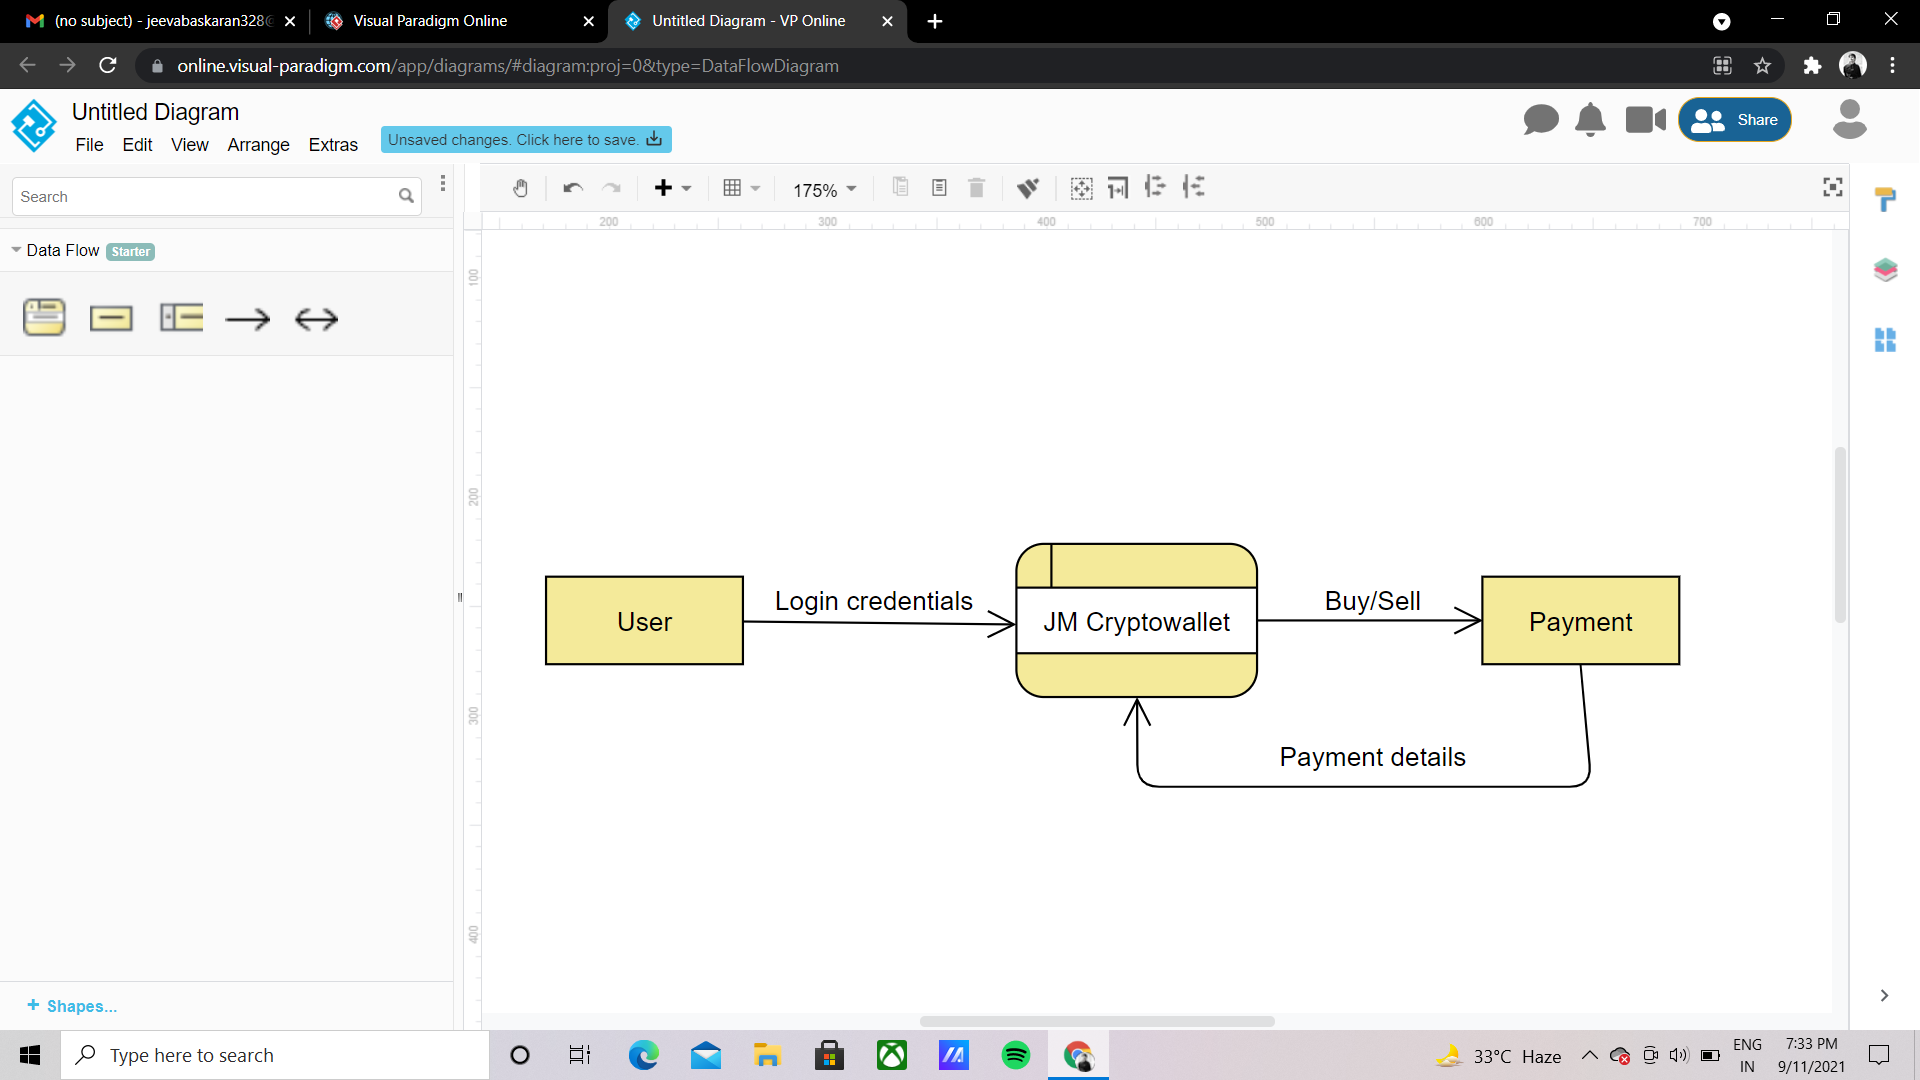 (no subject) - jeevabaskaran328@
Visual Paradigm Online
Untitled Diagram - VP Online
online.visual-paradigm.com/app/diagrams/#diagram:proj=0&type=DataFlowDiagram
Untitled Diagram
File Edit View Arrange Extras
Unsaved changes. Click here to save.
Share
Search
175%
200 300 400 500 600 700
Data Flow Starter
100
200
300
400
User
Login credentials
JM Cryptowallet
Buy/Sell
Payment
Payment details
+ Shapes...
Type here to search
33°C Haze
ENG
IN
7:33 PM
9/11/2021